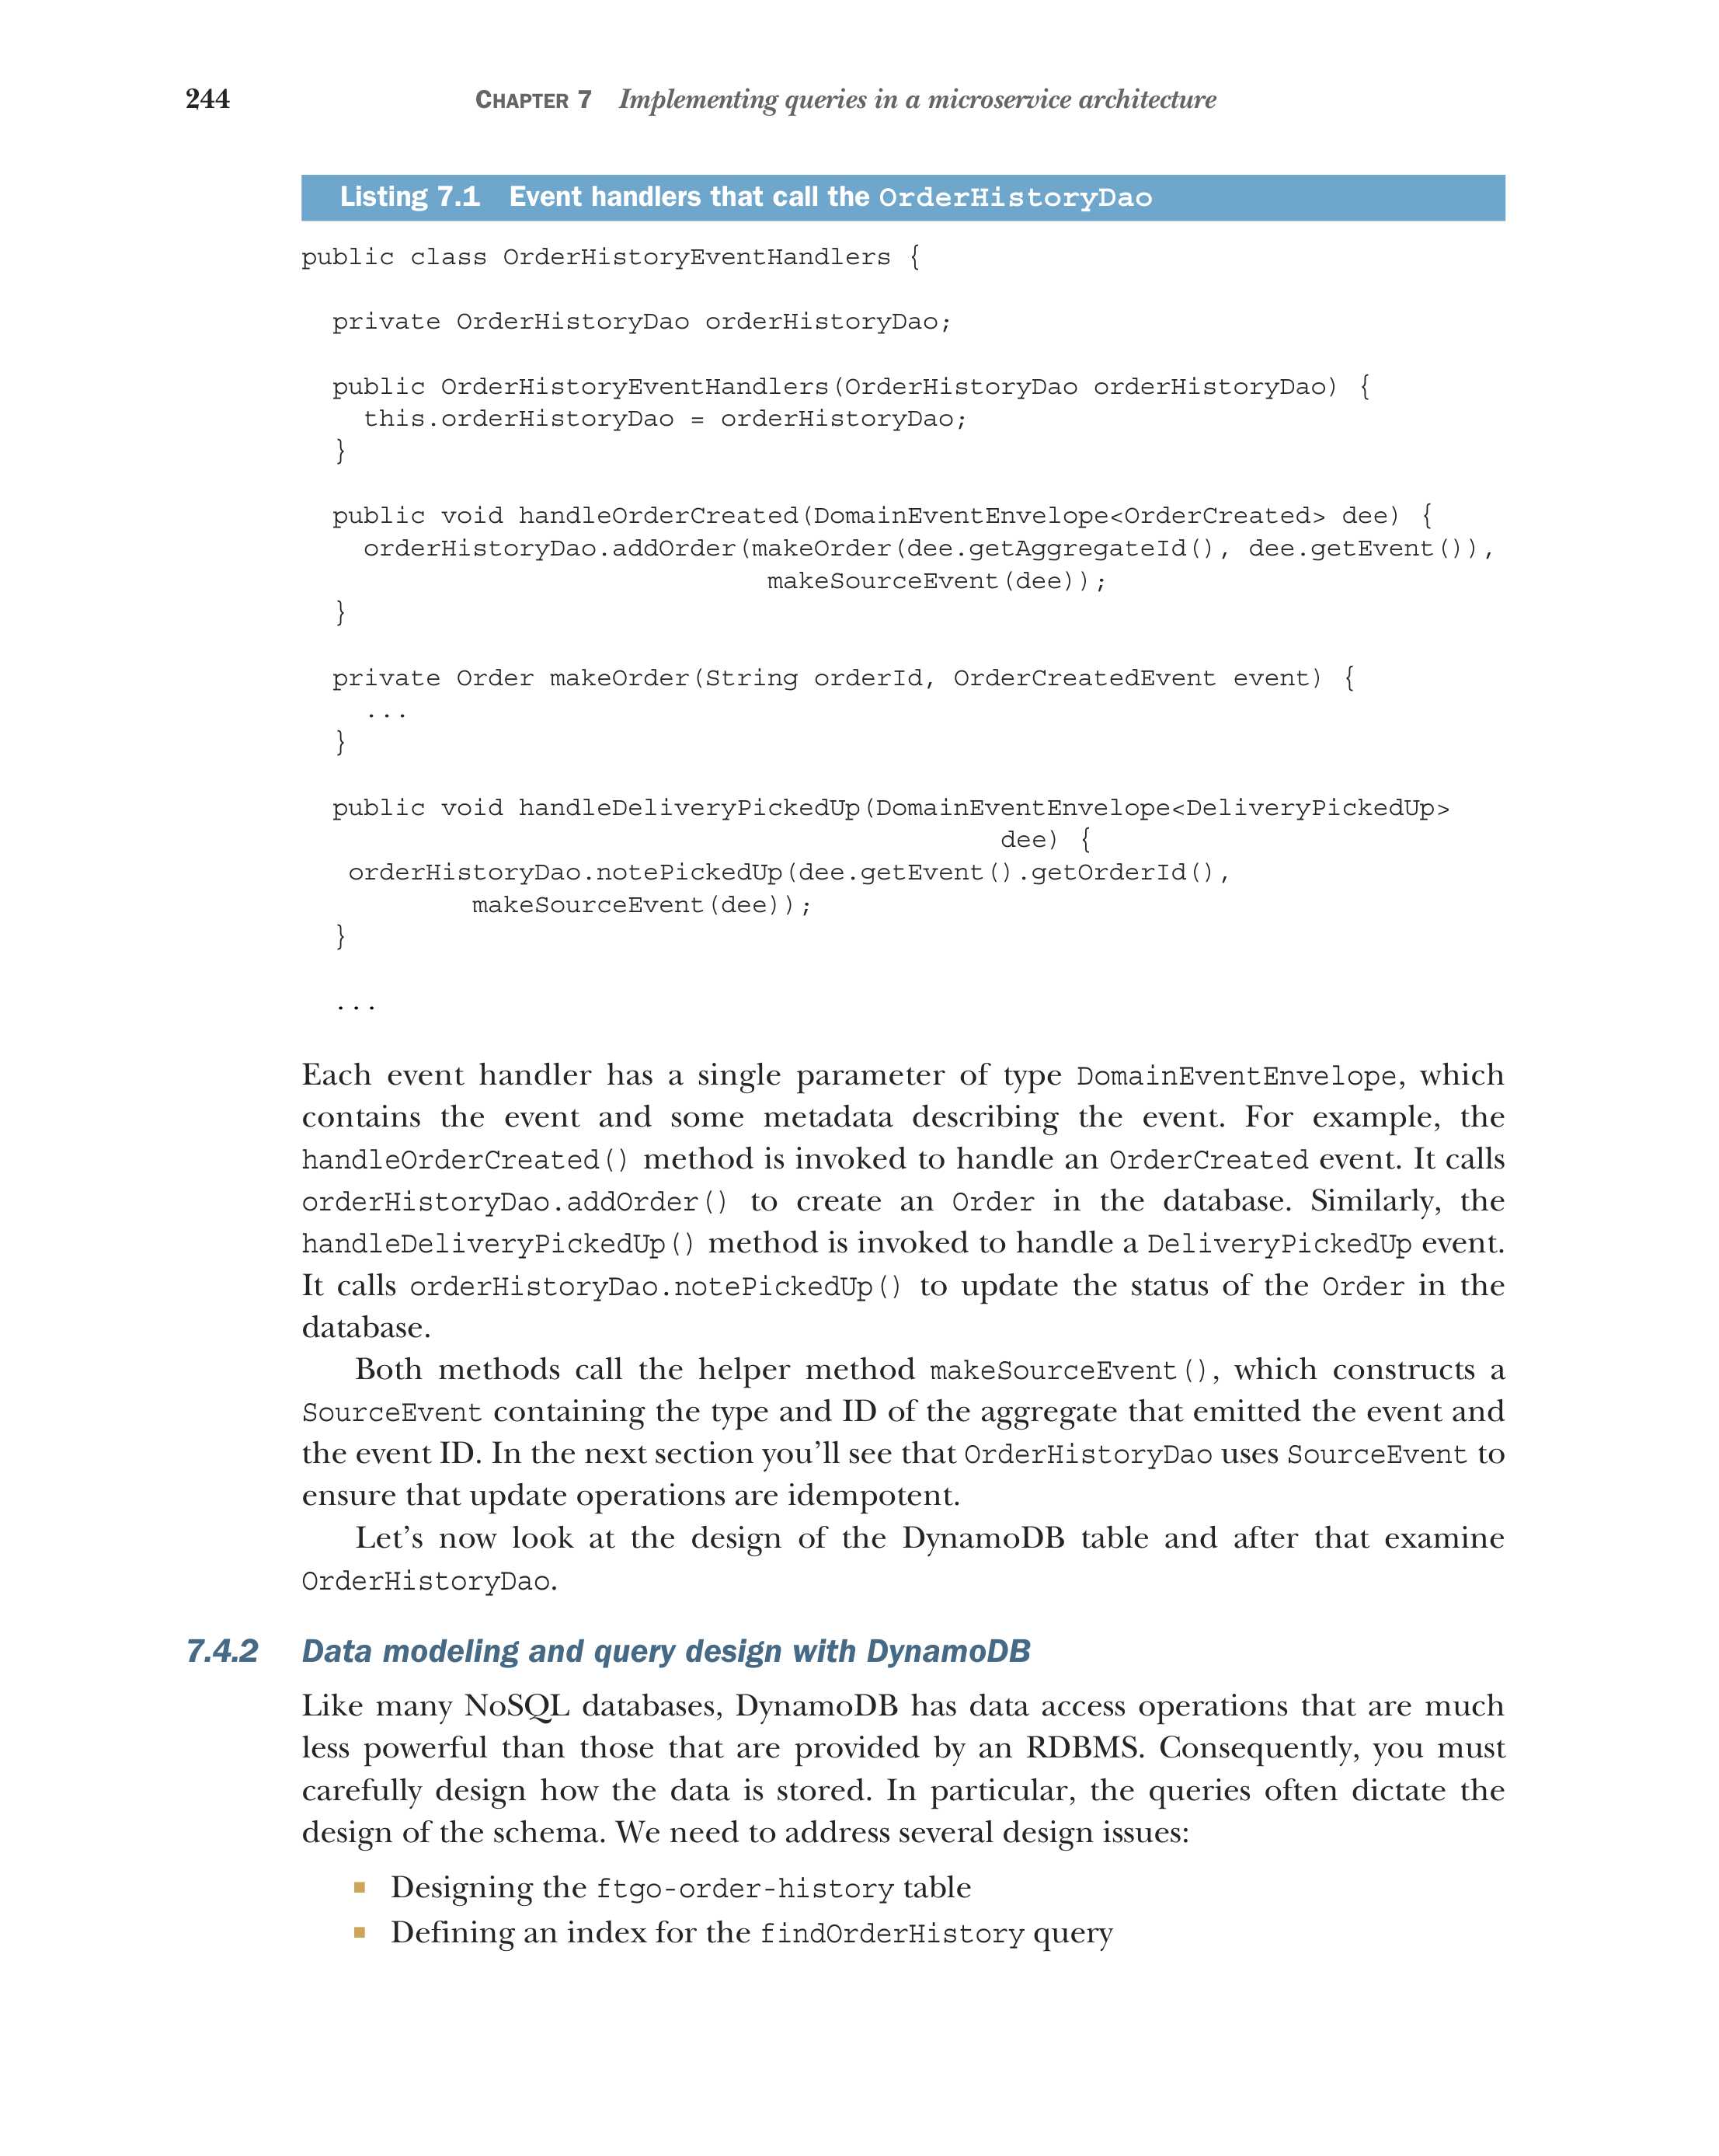 244 CHAPTER 7 Implementing queries in a microservice architecture
Listing 7.1 Event handlers that call the OrderHistoryDao
public class OrderHistoryEventHandlers {
private OrderHistoryDao orderHistoryDao;
public OrderHistoryEventHandlers(OrderHistoryDao orderHistoryDao) {
this.orderHistoryDao = orderHistoryDao;
}
public void handleOrderCreated(DomainEventEnvelope<OrderCreated> dee) {
orderHistoryDao.addOrder(makeOrder(dee.getAggregateId(), dee.getEvent()),
makeSourceEvent(dee));
}
private Order makeOrder(String orderId, OrderCreatedEvent event) {
...
}
public void handleDeliveryPickedUp(DomainEventEnvelope<DeliveryPickedUp>
dee) {
orderHistoryDao.notePickedUp(dee.getEvent().getOrderId(),
makeSourceEvent(dee));
}
...
Each event handler has a single parameter of type DomainEventEnvelope, which
contains the event and some metadata describing the event. For example, the
handleOrderCreated() method is invoked to handle an OrderCreated event. It calls
orderHistoryDao.addOrder() to create an Order in the database. Similarly, the
handleDeliveryPickedUp() method is invoked to handle a DeliveryPickedUp event.
It calls orderHistoryDao.notePickedUp() to update the status of the Order in the
database.
Both methods call the helper method makeSourceEvent(), which constructs a
SourceEvent containing the type and ID of the aggregate that emitted the event and
the event ID. In the next section you’ll see that OrderHistoryDao uses SourceEvent to
ensure that update operations are idempotent.
Let’s now look at the design of the DynamoDB table and after that examine
OrderHistoryDao.
7.4.2 Data modeling and query design with DynamoDB
Like many NoSQL databases, DynamoDB has data access operations that are much
less powerful than those that are provided by an RDBMS. Consequently, you must
carefully design how the data is stored. In particular, the queries often dictate the
design of the schema. We need to address several design issues:
■ Designing the ftgo-order-history table
■ Defining an index for the findOrderHistory query